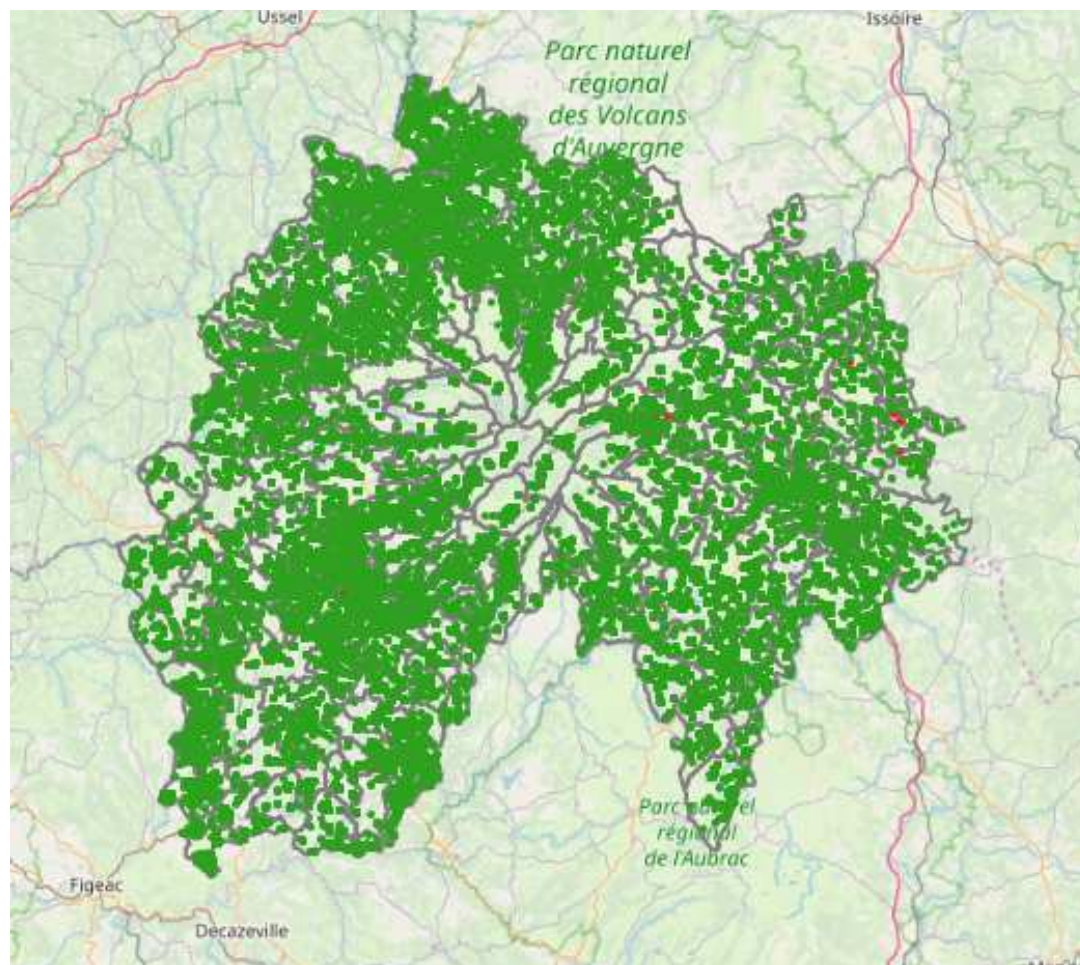 Ussel
Issoire
Parc naturel
régional
des Volcans
d'Auvergne
Parc naturel
régional
de l'Aubrac
Figeac
Decazeville